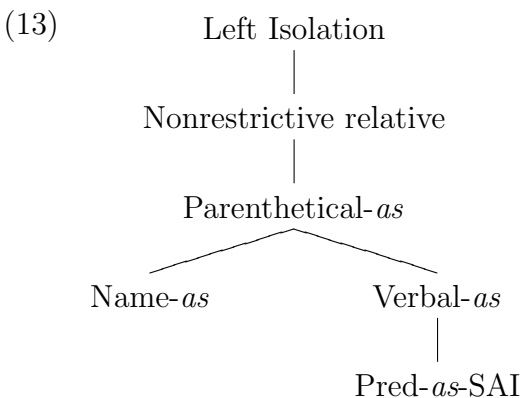 (13) Left Isolation
Nonrestrictive relative
Parenthetical-as
Name-as Verbal-as
Pred-as-SAI